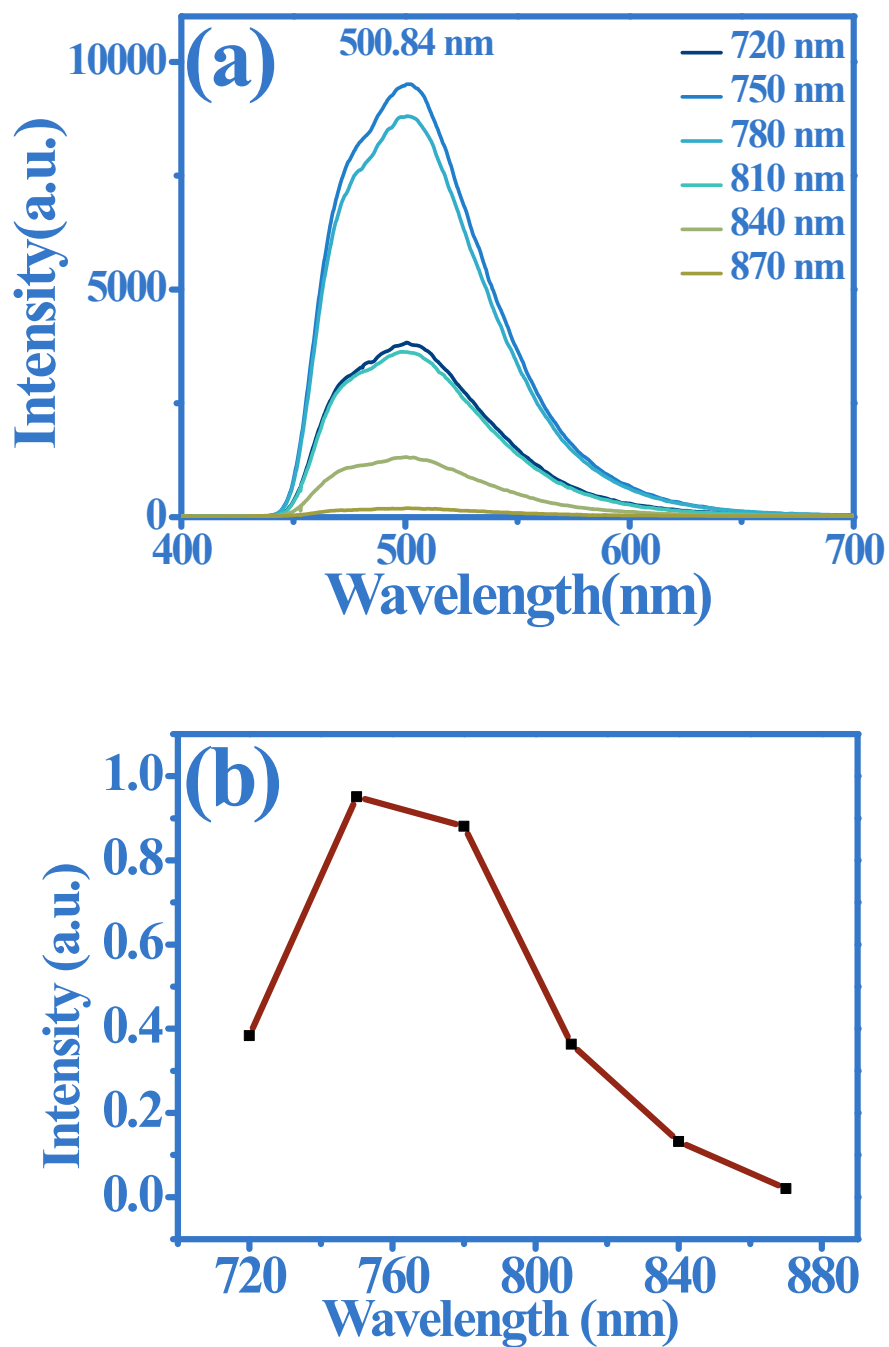 (a)
500.84 nm
720 nm
750 nm
780 nm
810 nm
840 nm
870 nm
10000
5000
0
Intensity(a.u.)
400 500 600 700
Wavelength(nm)
(b)
1.0
0.8
0.6
0.4
0.2
0.0
Intensity (a.u.)
720 760 800 840 880
Wavelength (nm)